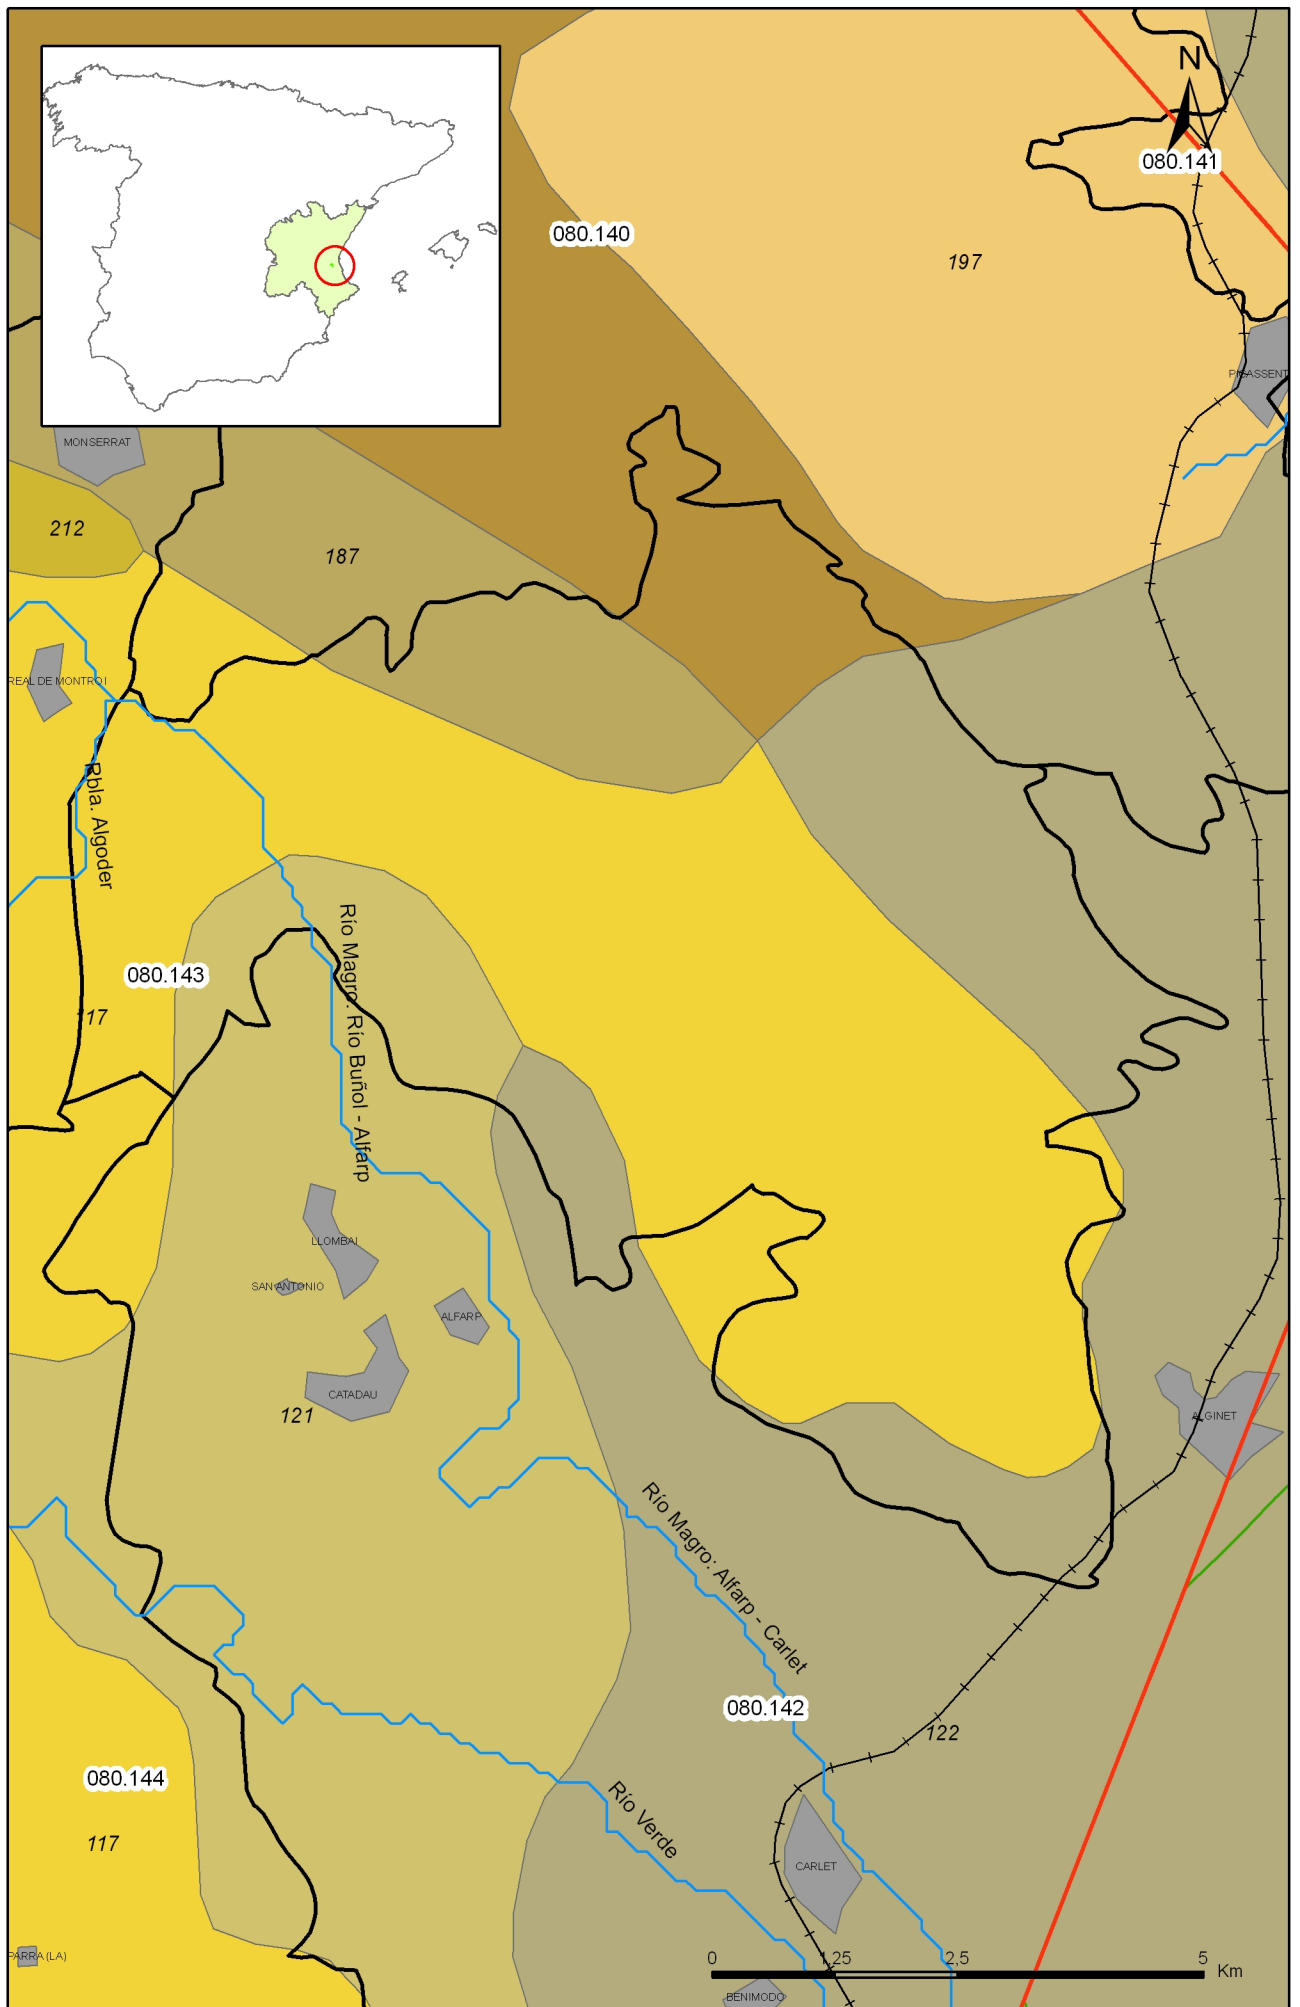 N
080.141
080.140
197
PICASSENT
MONSERRAT
212
187
REAL DE MONTROI
Rbla. Algoder
Río Magro: Río Buñol - Alfarp
080.143
17
LLOMBAI
SAN ANTONIO
ALFARP
CATADAU
121
ALGINET
Río Magro: Alfarp - Carlet
080.142
122
080.144
Río Verde
117
CARLET
PARRA (LA)
0 1,25 2,5 5
Km
BENIMODO